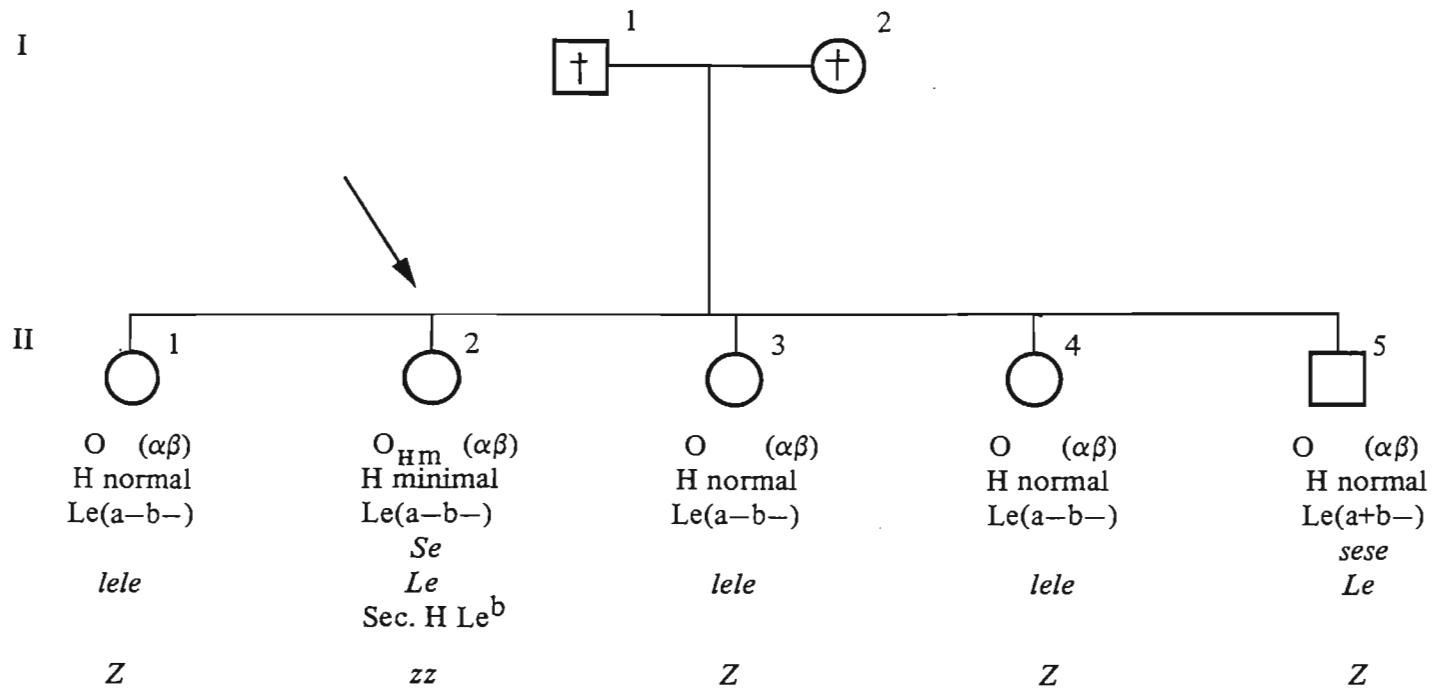 I
1
2
†
†
II
1
2
3
4
5
O (αβ)
H normal
Le(a−b−)
lele
Z
O_Hm (αβ)
H minimal
Le(a−b−)
Se
Le
Sec. H Le^b
zz
O (αβ)
H normal
Le(a−b−)
lele
Z
O (αβ)
H normal
Le(a−b−)
lele
Z
O (αβ)
H normal
Le(a+b−)
sese
Le
Z